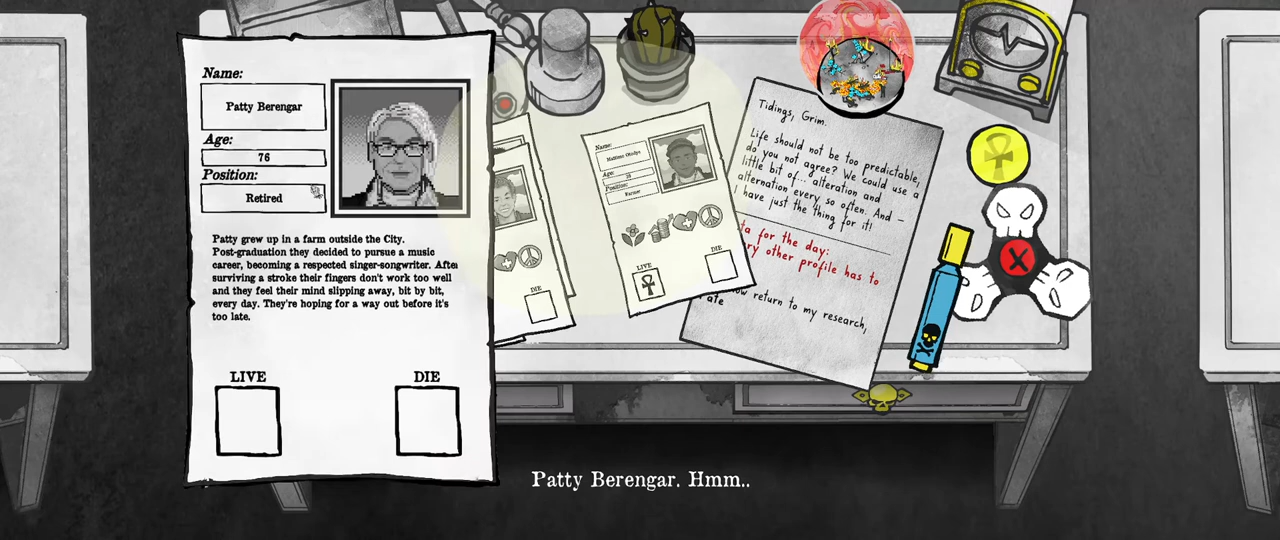 Name:
Patty Berengar
Age:
76
Position:
Retired
Patty grew up in a farm outside the City.
Post-graduation they decided to pursue a music
career, becoming a respected singer-songwriter. After
surviving a stroke their fingers don't work too well
and they feel their mind slipping away, bit by bit,
every day. They're hoping for a way out before it's
too late.
LIVE
DIE
DIE
Name:
Age:
Position:
Farmer
LIVE
DIE
Tidings, Grim.
Life should not be too predictable,
do you not agree? We could use a
little bit of... alteration and
alternation every so often. And –
I have just the thing for it!
ta for the day:
ry other profile has to
ow return to my research,
ate
X
Patty Berengar. Hmm..